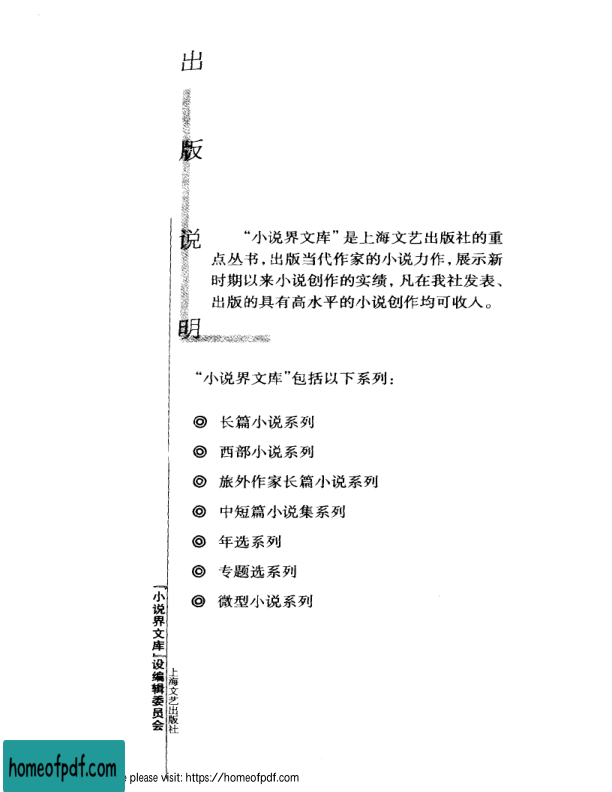 出版说明
“小说界文库”是上海文艺出版社的重
点丛书，出版当代作家的小说力作，展示新
时期以来小说创作的实绩，凡在我社发表、
出版的具有高水平的小说创作均可收入。
“小说界文库”包括以下系列：
◎ 长篇小说系列
◎ 西部小说系列
◎ 旅外作家长篇小说系列
◎ 中短篇小说集系列
◎ 年选系列
◎ 专题选系列
◎ 微型小说系列
「小说界文库」设编辑委员会
上海文艺出版社
homeofpdf.com
please visit: https://homeofpdf.com